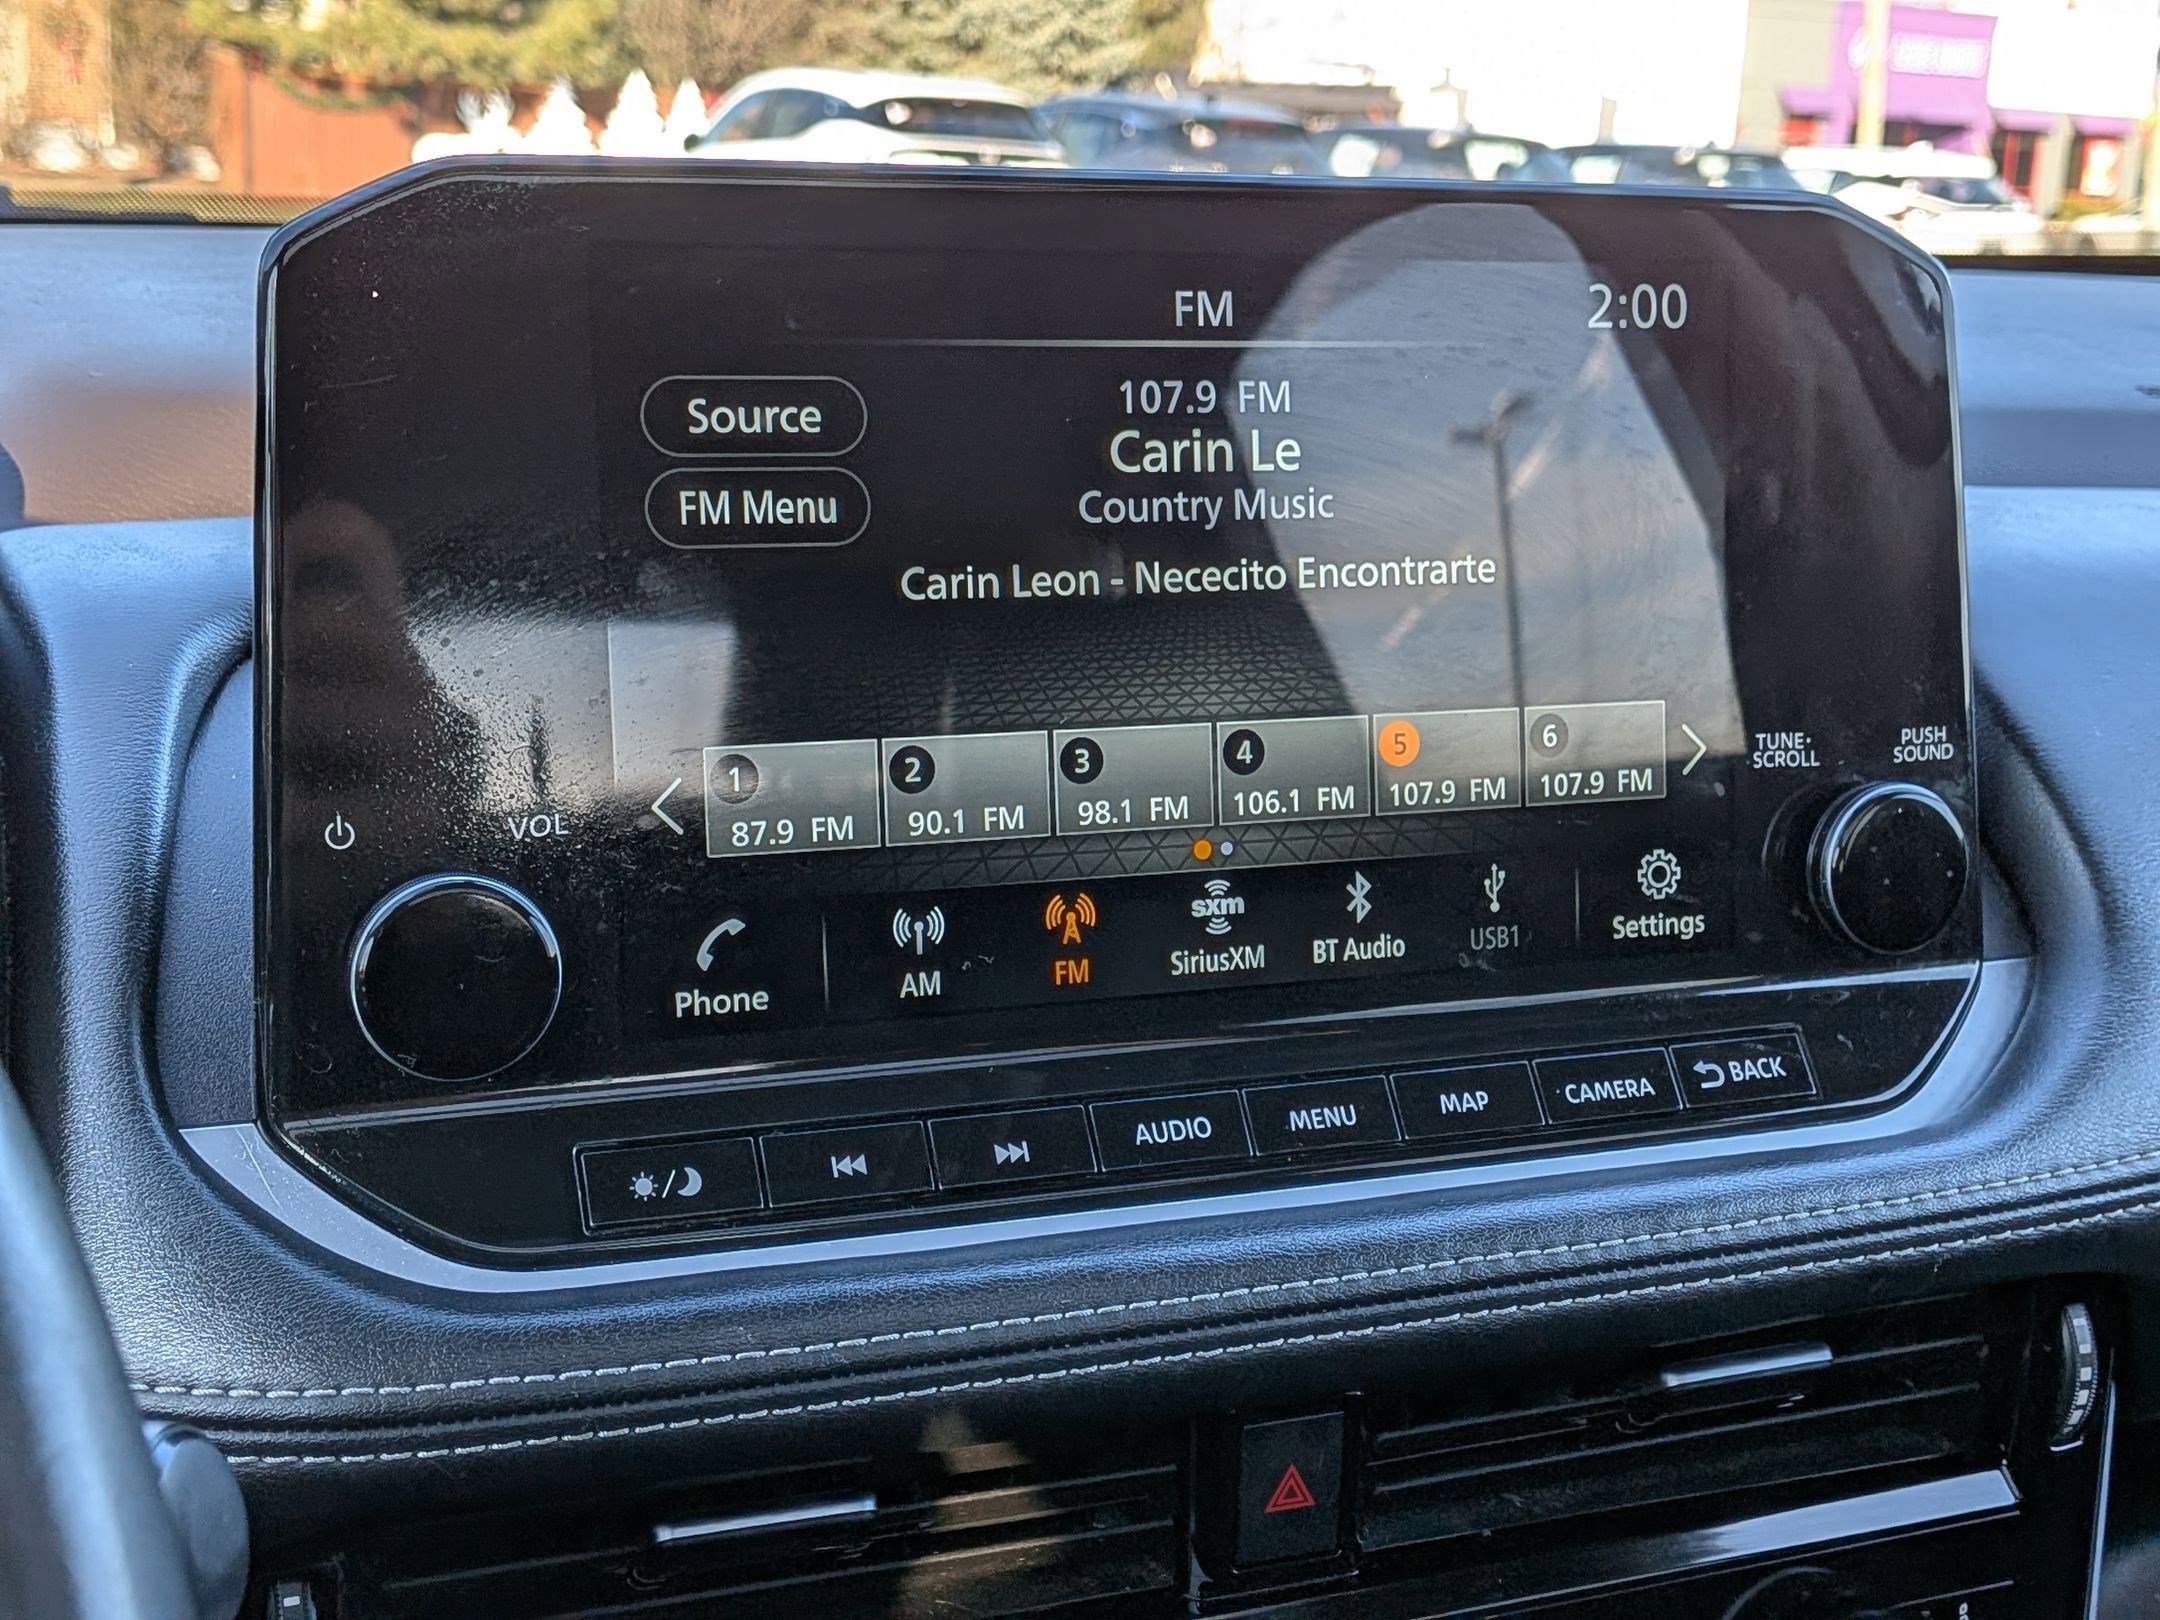 FM
2:00
Source
FM Menu
107.9 FM
Carin Le
Country Music
Carin Leon - Nececito Encontrarte
1
87.9 FM
2
90.1 FM
3
98.1 FM
4
106.1 FM
5
107.9 FM
6
107.9 FM
VOL
TUNE·
SCROLL
PUSH
SOUND
Phone
AM
FM
sxm
SiriusXM
BT Audio
USB1
Settings
AUDIO
MENU
MAP
CAMERA
BACK